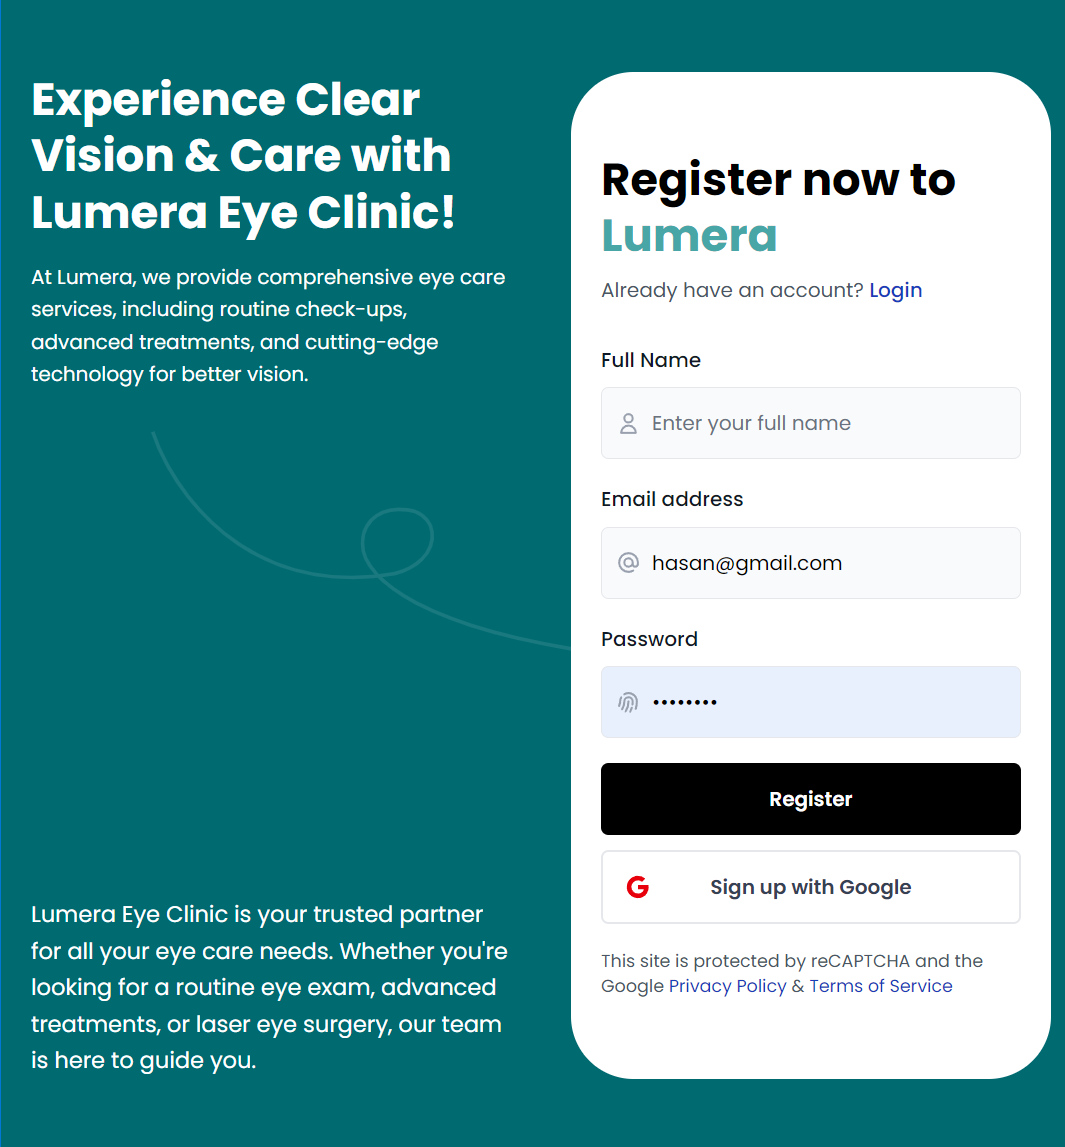 Experience Clear
Vision & Care with
Lumera Eye Clinic!
At Lumera, we provide comprehensive eye care
services, including routine check-ups,
advanced treatments, and cutting-edge
technology for better vision.
Lumera Eye Clinic is your trusted partner
for all your eye care needs. Whether you're
looking for a routine eye exam, advanced
treatments, or laser eye surgery, our team
is here to guide you.
Register now to
Lumera
Already have an account? Login
Full Name
Enter your full name
Email address
hasan@gmail.com
Password
••••••••
Register
Sign up with Google
This site is protected by reCAPTCHA and the
Google Privacy Policy & Terms of Service